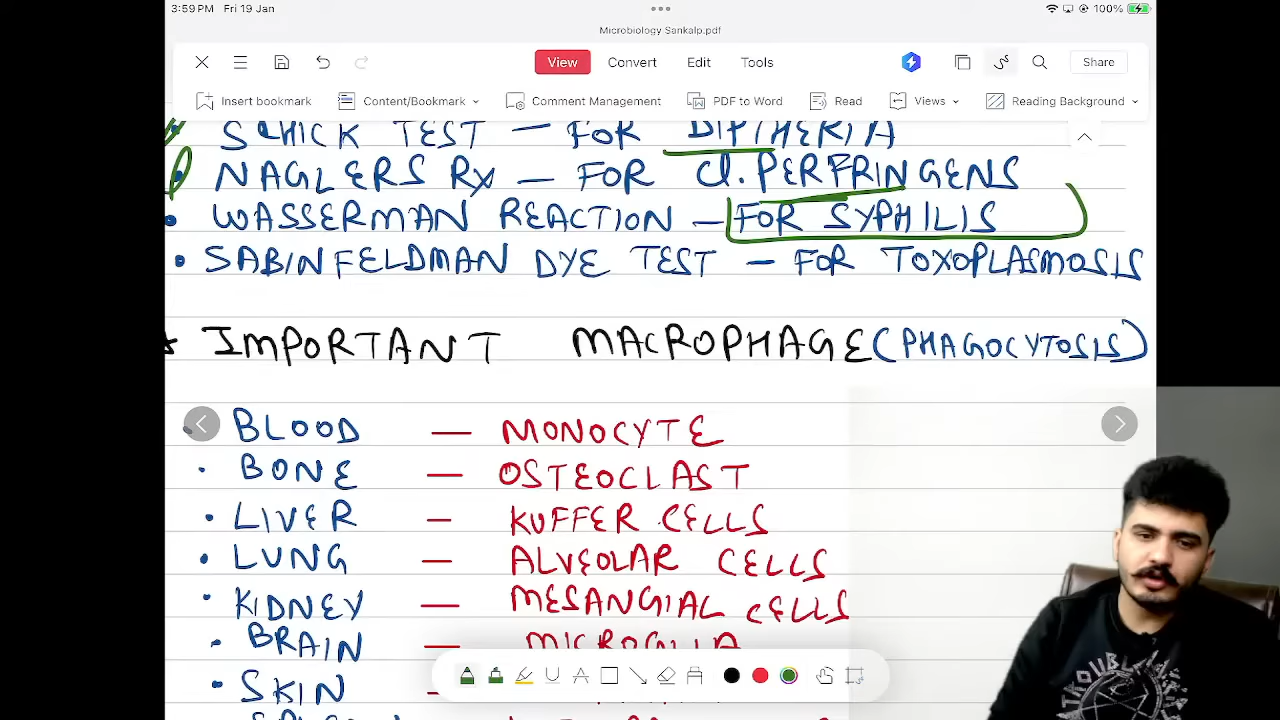 3:59 PM Fri 19 Jan
100%
Microbiology Sankalp.pdf
View Convert Edit Tools
Share
Insert bookmark Content/Bookmark Comment Management PDF to Word Read Views Reading Background
SCHICK TEST — FOR DIPTHERIA
• NAGLERS RX — FOR Cl. PERFRINGENS
• WASSERMAN REACTION — FOR SYPHILIS
• SABINFELDMAN DYE TEST — FOR TOXOPLASMOSIS
IMPORTANT MACROPHAGE (PHAGOCYTOSIS)
BLOOD — MONOCYTE
• BONE — OSTEOCLAST
• LIVER — KUFFER CELLS
• LUNG — ALVEOLAR CELLS
• KIDNEY — MESANGIAL CELLS
• BRAIN MICROGLIA
• SKIN —